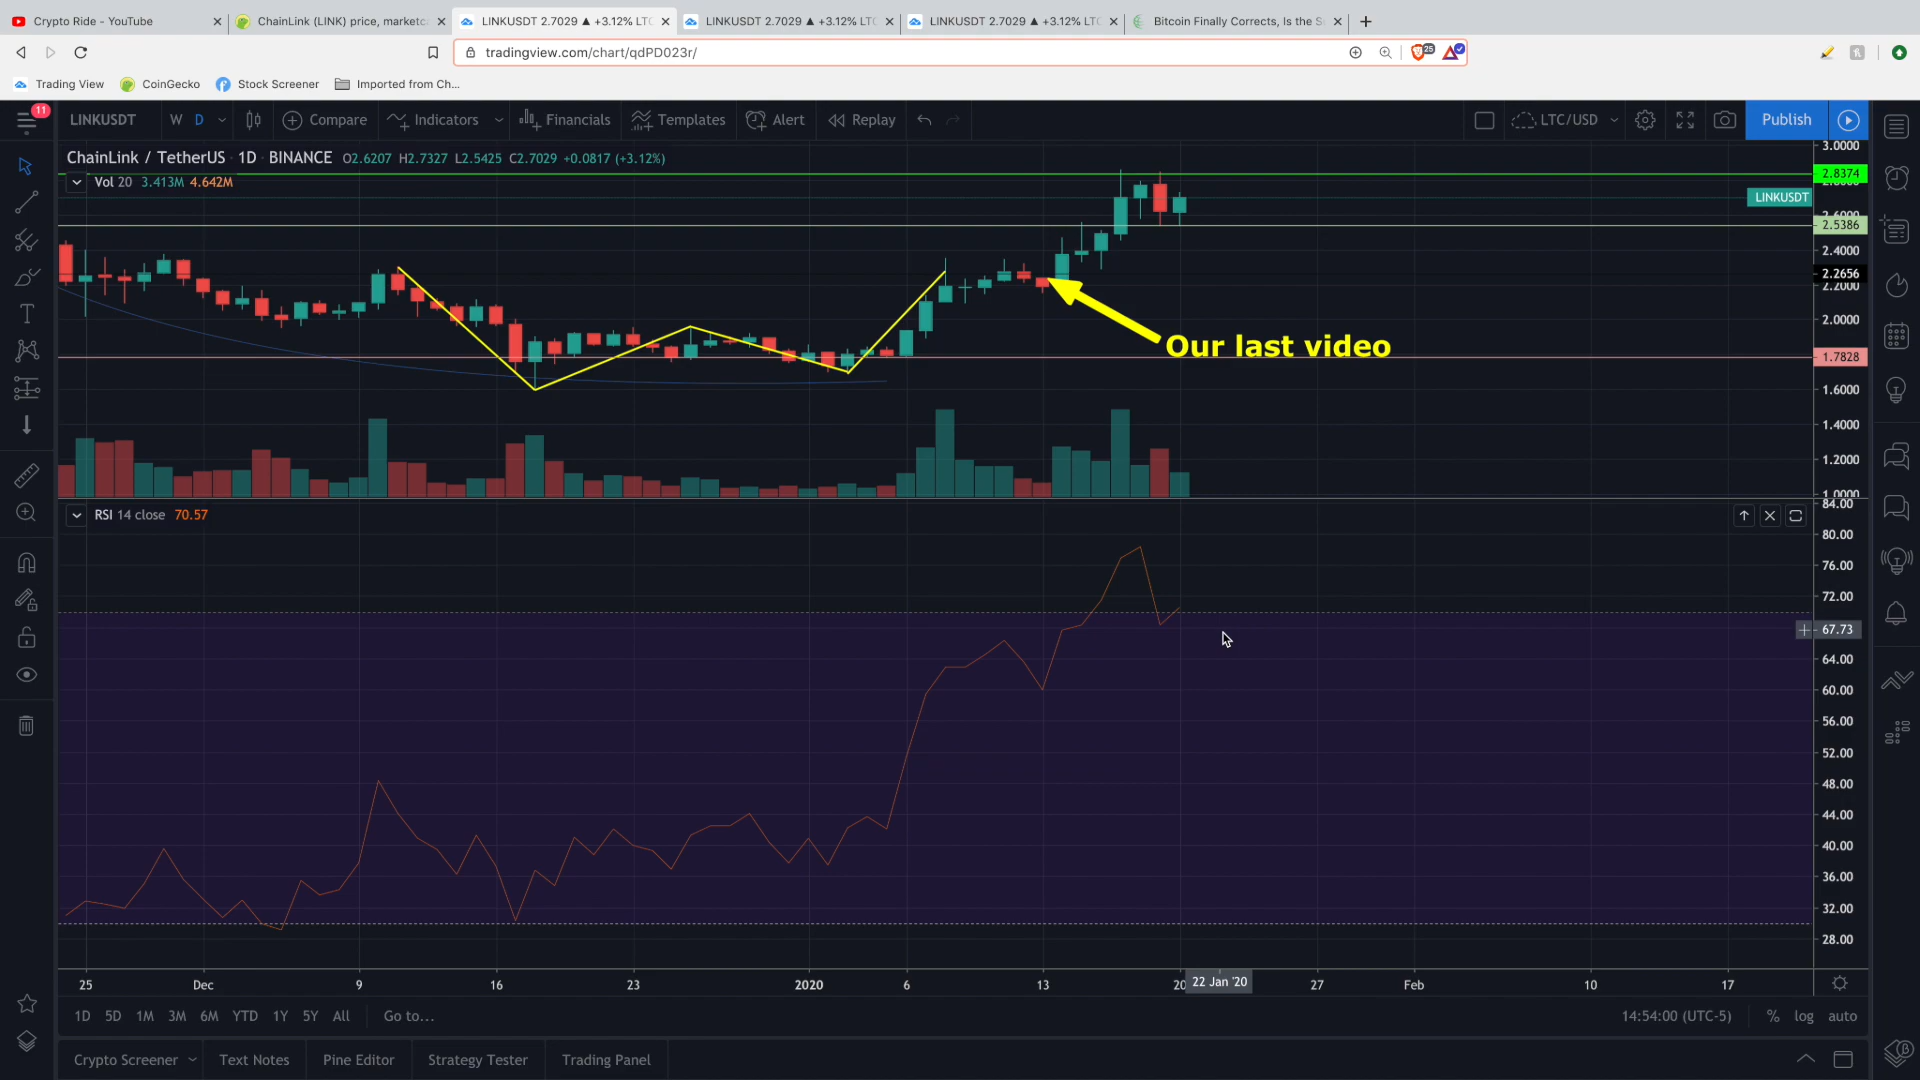 Crypto Ride - YouTube
ChainLink (LINK) price, marketca
LINKUSDT 2.7029 ▲ +3.12% LTC
LINKUSDT 2.7029 ▲ +3.12% LTC
LINKUSDT 2.7029 ▲ +3.12% LTC
Bitcoin Finally Corrects, Is the S
tradingview.com/chart/qdPD023r/
25
Trading View
CoinGecko
Stock Screener
Imported from Ch...
11
LINKUSDT
W
D
Compare
Indicators
Financials
Templates
Alert
Replay
LTC/USD
Publish
ChainLink / TetherUS 1D BINANCE O2.6207 H2.7327 L2.5425 C2.7029 +0.0817 (+3.12%)
Vol 20 3.413M 4.642M
3.0000
2.8374
LINKUSDT
2.6000
2.5386
2.4000
2.2656
2.2000
2.0000
1.7828
1.6000
1.4000
1.2000
1.0000
Our last video
RSI 14 close 70.57
84.00
80.00
76.00
72.00
67.73
64.00
60.00
56.00
52.00
48.00
44.00
40.00
36.00
32.00
28.00
25 Dec 9 16 23 2020 6 13 20 22 Jan '20 27 Feb 10 17
1D 5D 1M 3M 6M YTD 1Y 5Y All Go to...
14:54:00 (UTC-5) % log auto
Crypto Screener Text Notes Pine Editor Strategy Tester Trading Panel